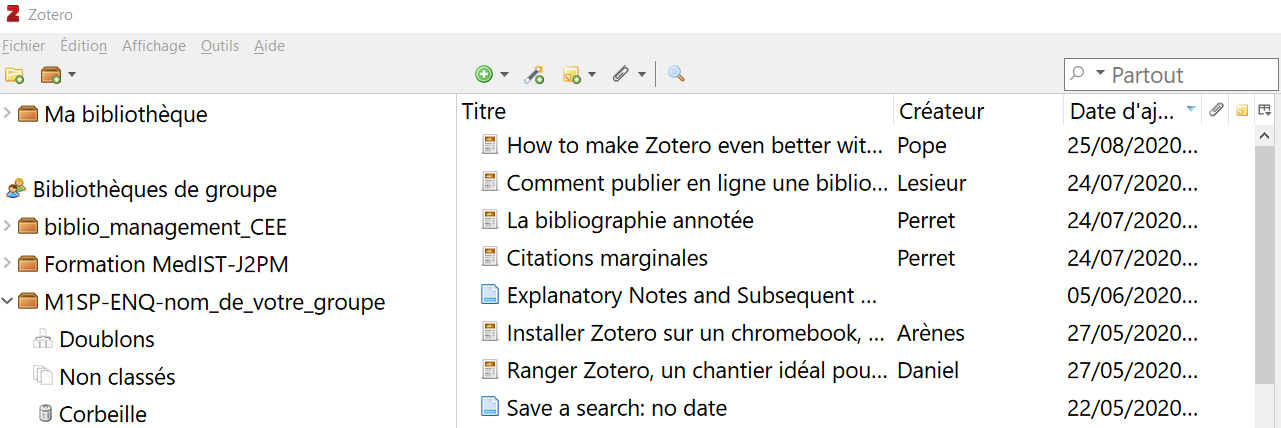 Zotero
Fichier Édition Affichage Outils Aide
Partout
Ma bibliothèque
Bibliothèques de groupe
biblio_management_CEE
Formation MedIST-J2PM
M1SP-ENQ-nom_de_votre_groupe
Doublons
Non classés
Corbeille
Titre Créateur Date d'aj...
How to make Zotero even better wit... Pope 25/08/2020...
Comment publier en ligne une biblio... Lesieur 24/07/2020...
La bibliographie annotée Perret 24/07/2020...
Citations marginales Perret 24/07/2020...
Explanatory Notes and Subsequent ... 05/06/2020...
Installer Zotero sur un chromebook, ... Arènes 27/05/2020...
Ranger Zotero, un chantier idéal pou... Daniel 27/05/2020...
Save a search: no date 22/05/2020...